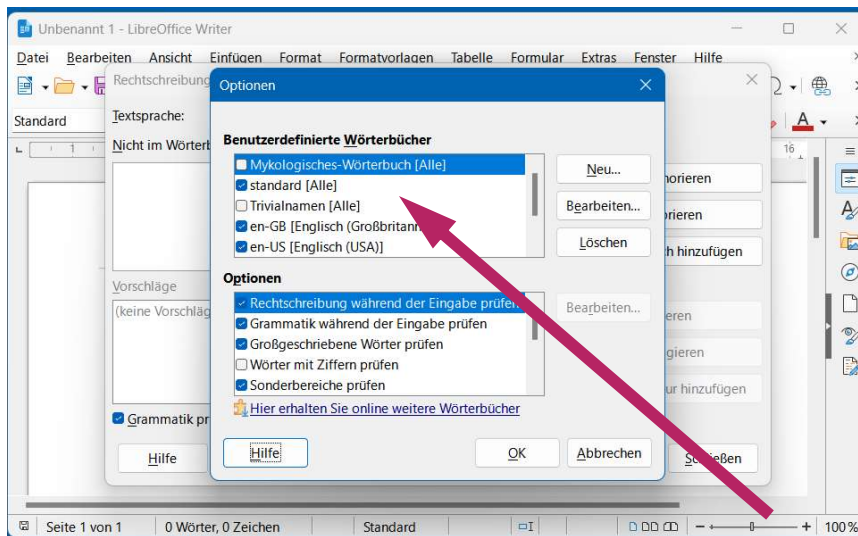 Unbenannt 1 - LibreOffice Writer
Datei Bearbeiten Ansicht Einfügen Format Formatvorlagen Tabelle Formular Extras Fenster Hilfe
Rechtschreibung
Optionen
Standard
Textsprache:
Nicht im Wörterb
1
16
Benutzerdefinierte Wörterbücher
Mykologisches-Wörterbuch [Alle]
standard [Alle]
Trivialnamen [Alle]
en-GB [Englisch (Großbritann
en-US [Englisch (USA)]
Neu...
Bearbeiten...
Löschen
norieren
rieren
h hinzufügen
Vorschläge
(keine Vorschläg
Optionen
Rechtschreibung während der Eingabe prüfen
Grammatik während der Eingabe prüfen
Großgeschriebene Wörter prüfen
Wörter mit Ziffern prüfen
Sonderbereiche prüfen
Bearbeiten...
eren
gieren
ur hinzufügen
Hier erhalten Sie online weitere Wörterbücher
Grammatik pr
Hilfe
Hilfe
OK
Abbrechen
Schließen
Seite 1 von 1 0 Wörter, 0 Zeichen Standard 100%